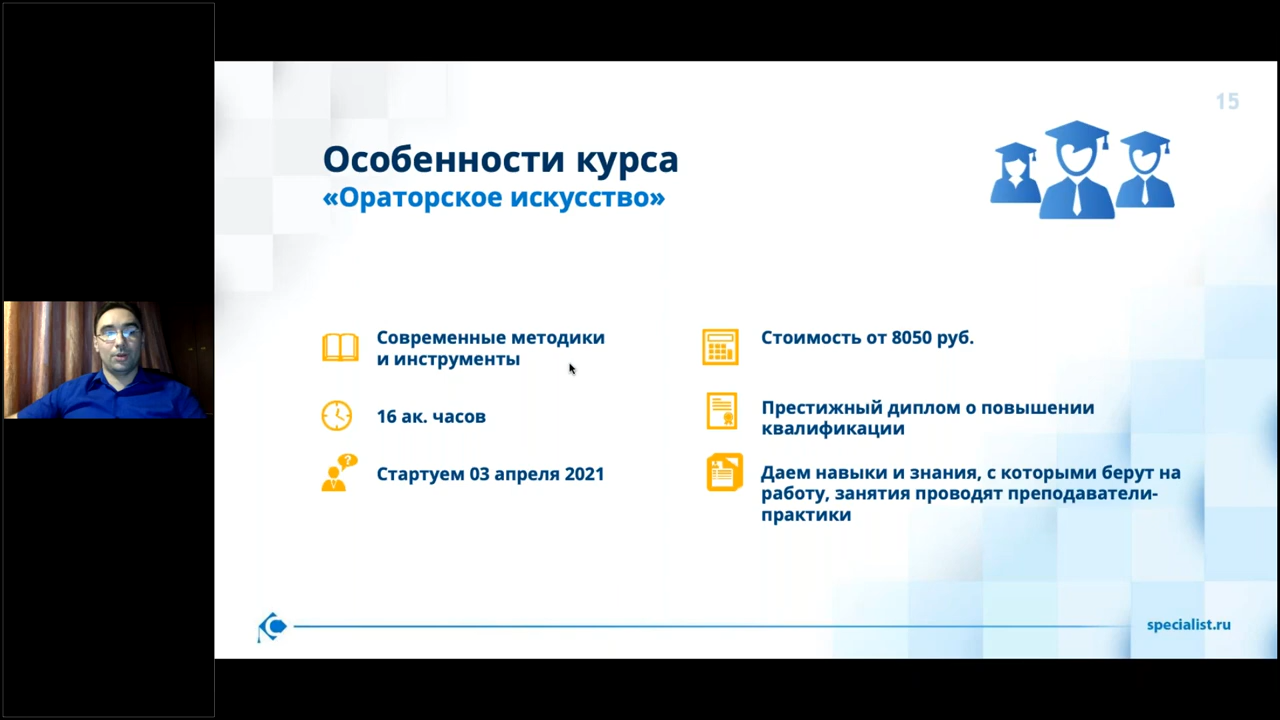 15
Особенности курса
«Ораторское искусство»
Современные методики
и инструменты
16 ак. часов
Стартуем 03 апреля 2021
Стоимость от 8050 руб.
Престижный диплом о повышении
квалификации
Даем навыки и знания, с которыми берут на
работу, занятия проводят преподаватели-
практики
specialist.ru